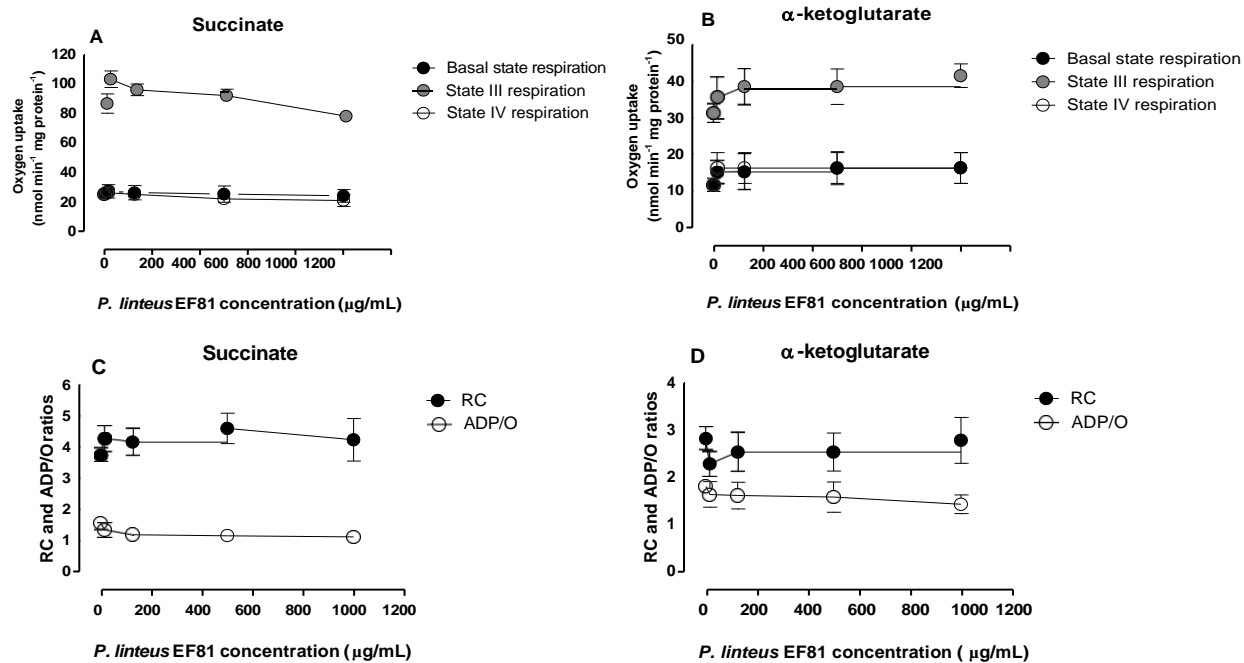 A
Succinate
120
100
80
60
40
20
0
Oxygen uptake
(nmol min⁻¹ mg protein⁻¹)
Basal state respiration
State III respiration
State IV respiration
0 200 400 600 800 1000 1200
P. linteus EF81 concentration (µg/mL)
B
α-ketoglutarate
50
40
30
20
10
0
Oxygen uptake
(nmol min⁻¹ mg protein⁻¹)
Basal state respiration
State III respiration
State IV respiration
0 200 400 600 800 1000 1200
P. linteus EF81 concentration (µg/mL)
C
Succinate
6
5
4
3
2
1
0
RC and ADP/O ratios
RC
ADP/O
0 200 400 600 800 1000 1200
P. linteus EF81 concentration (µg/mL)
D
α-ketoglutarate
4
3
2
1
0
RC and ADP/O ratios
RC
ADP/O
0 200 400 600 800 1000 1200
P. linteus EF81 concentration ( µg/mL)